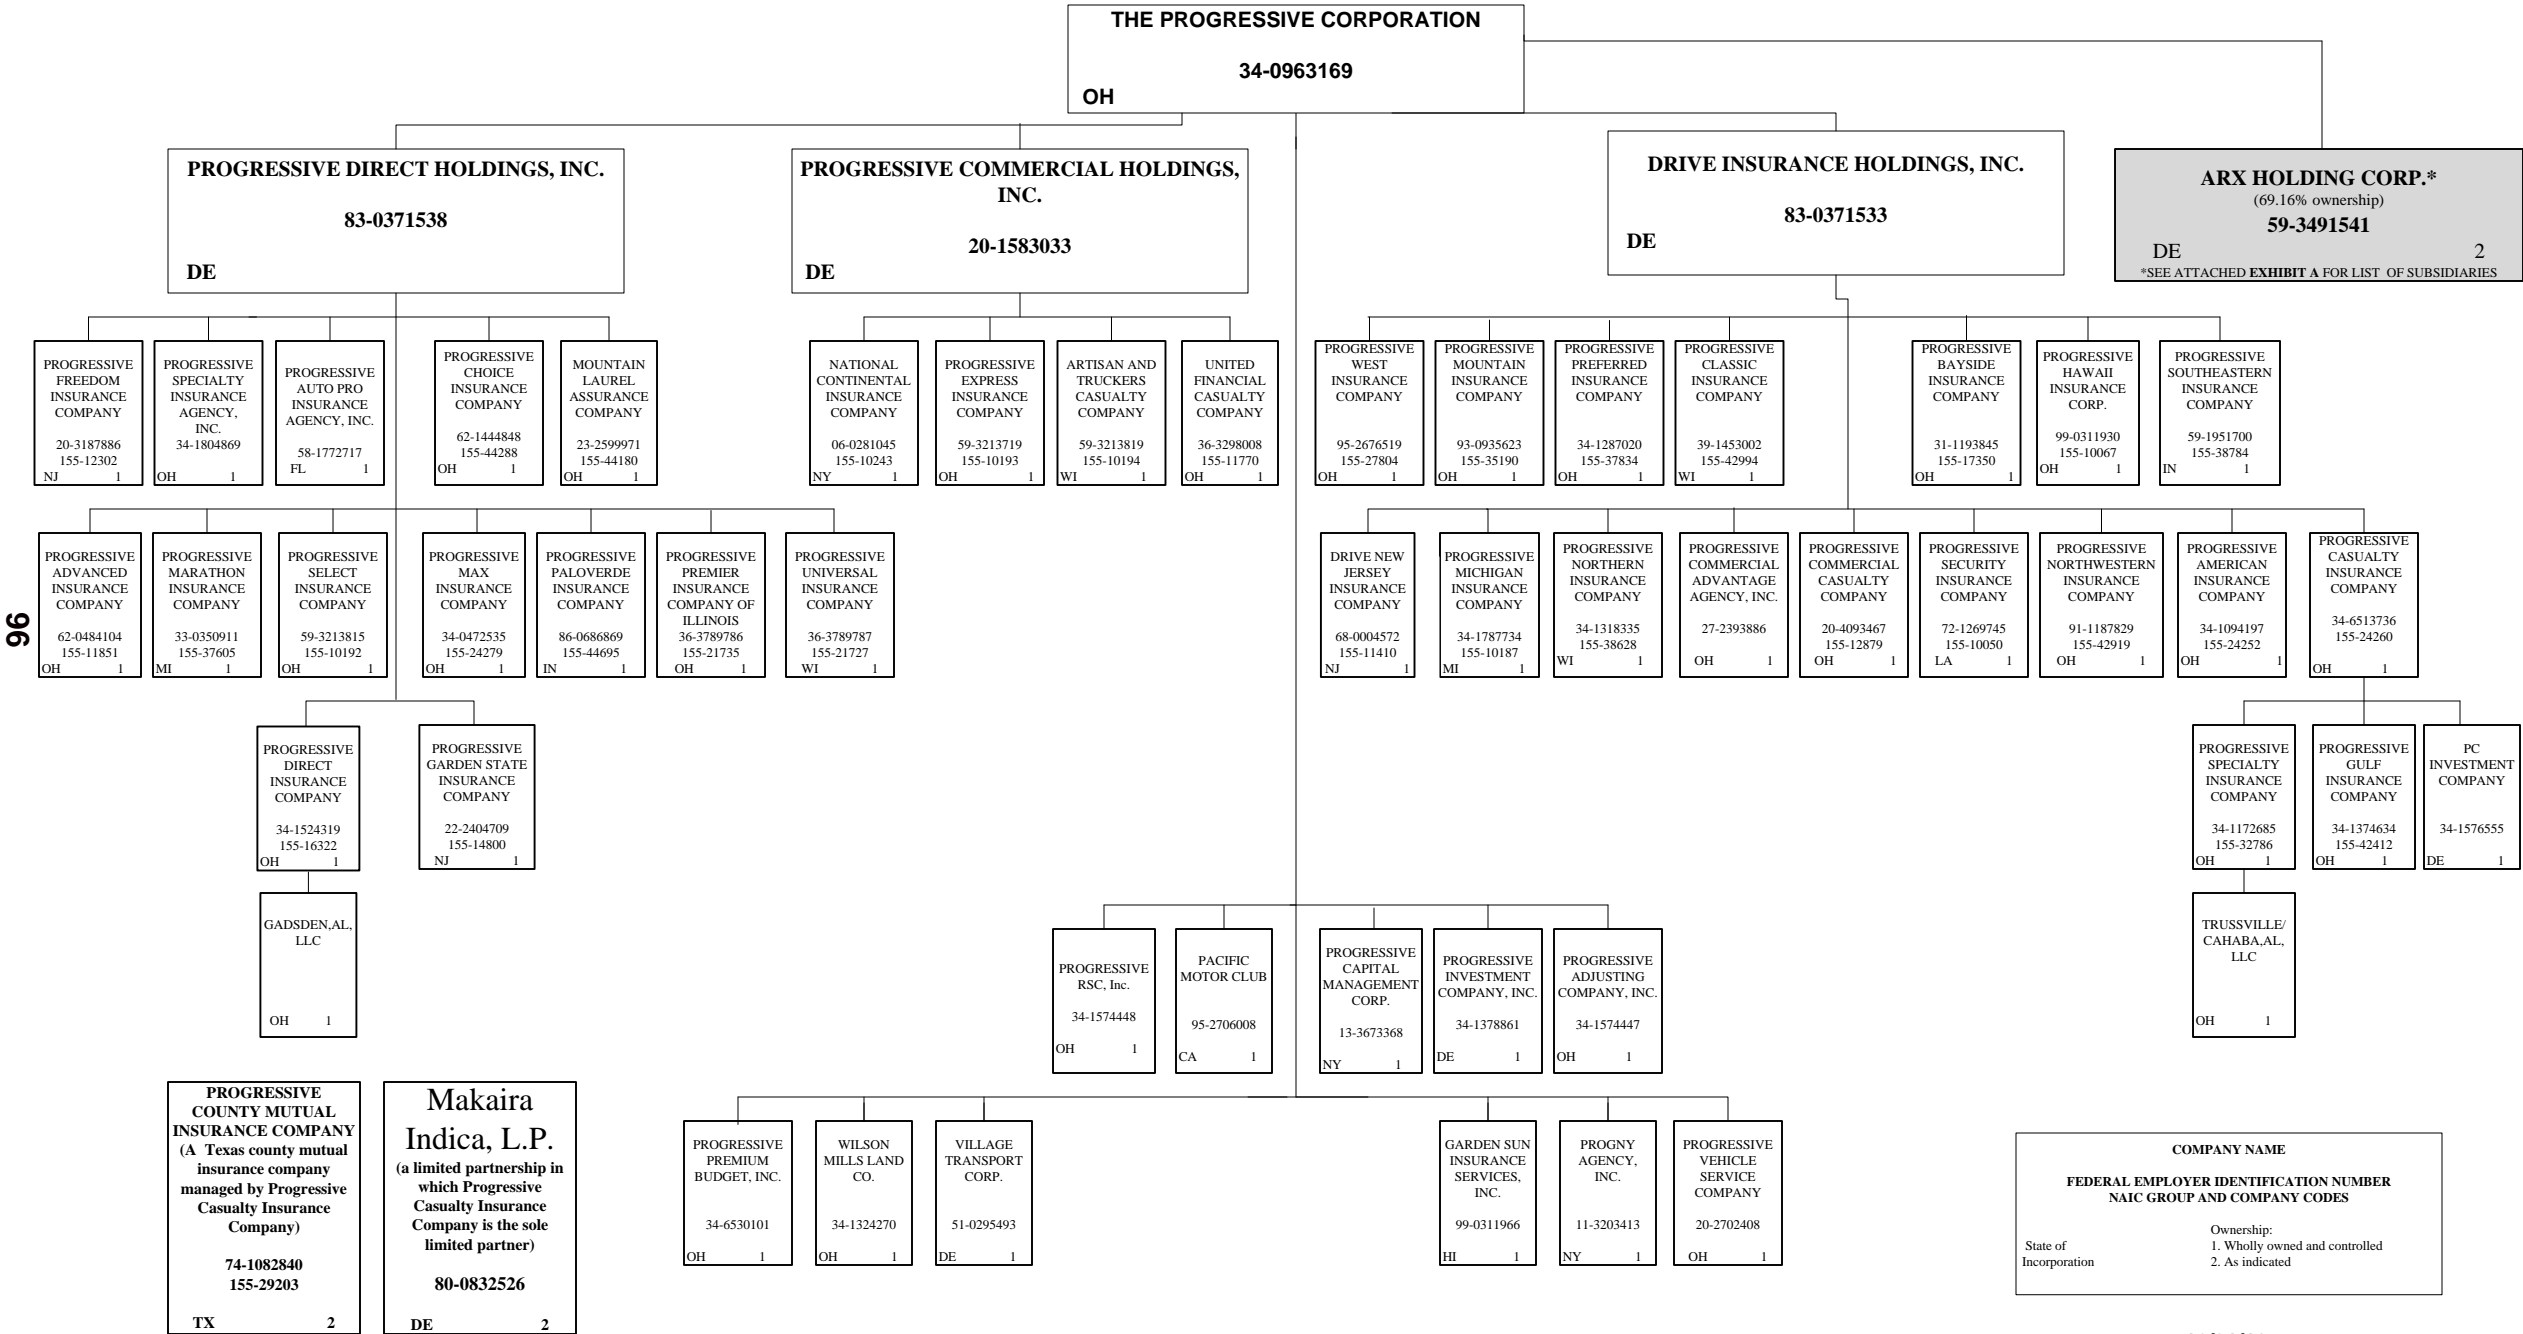 THE PROGRESSIVE CORPORATION
34-0963169
OH
PROGRESSIVE DIRECT HOLDINGS, INC.
83-0371538
DE
PROGRESSIVE COMMERCIAL HOLDINGS,
INC.
20-1583033
DE
DRIVE INSURANCE HOLDINGS, INC.
83-0371533
DE
ARX HOLDING CORP.*
(69.16% ownership)
59-3491541
DE 2
*SEE ATTACHED EXHIBIT A FOR LIST OF SUBSIDIARIES
PROGRESSIVE
FREEDOM
INSURANCE
COMPANY
20-3187886
155-12302
NJ 1
PROGRESSIVE
SPECIALTY
INSURANCE
AGENCY,
INC.
34-1804869
OH 1
PROGRESSIVE
AUTO PRO
INSURANCE
AGENCY, INC.
58-1772717
FL 1
PROGRESSIVE
CHOICE
INSURANCE
COMPANY
62-1444848
155-44288
OH 1
MOUNTAIN
LAUREL
ASSURANCE
COMPANY
23-2599971
155-44180
OH 1
NATIONAL
CONTINENTAL
INSURANCE
COMPANY
06-0281045
155-10243
NY 1
PROGRESSIVE
EXPRESS
INSURANCE
COMPANY
59-3213719
155-10193
OH 1
ARTISAN AND
TRUCKERS
CASUALTY
COMPANY
59-3213819
155-10194
WI 1
UNITED
FINANCIAL
CASUALTY
COMPANY
36-3298008
155-11770
OH 1
PROGRESSIVE
WEST
INSURANCE
COMPANY
95-2676519
155-27804
OH 1
PROGRESSIVE
MOUNTAIN
INSURANCE
COMPANY
93-0935623
155-35190
OH 1
PROGRESSIVE
PREFERRED
INSURANCE
COMPANY
34-1287020
155-37834
OH 1
PROGRESSIVE
CLASSIC
INSURANCE
COMPANY
39-1453002
155-42994
WI 1
PROGRESSIVE
BAYSIDE
INSURANCE
COMPANY
31-1193845
155-17350
OH 1
PROGRESSIVE
HAWAII
INSURANCE
CORP.
99-0311930
155-10067
OH 1
PROGRESSIVE
SOUTHEASTERN
INSURANCE
COMPANY
59-1951700
155-38784
IN 1
PROGRESSIVE
ADVANCED
INSURANCE
COMPANY
62-0484104
155-11851
OH 1
PROGRESSIVE
MARATHON
INSURANCE
COMPANY
33-0350911
155-37605
MI 1
PROGRESSIVE
SELECT
INSURANCE
COMPANY
59-3213815
155-10192
OH 1
PROGRESSIVE
MAX
INSURANCE
COMPANY
34-0472535
155-24279
OH 1
PROGRESSIVE
PALOVERDE
INSURANCE
COMPANY
86-0686869
155-44695
IN 1
PROGRESSIVE
PREMIER
INSURANCE
COMPANY OF
ILLINOIS
36-3789786
155-21735
OH 1
PROGRESSIVE
UNIVERSAL
INSURANCE
COMPANY
36-3789787
155-21727
WI 1
DRIVE NEW
JERSEY
INSURANCE
COMPANY
68-0004572
155-11410
NJ 1
PROGRESSIVE
MICHIGAN
INSURANCE
COMPANY
34-1787734
155-10187
MI 1
PROGRESSIVE
NORTHERN
INSURANCE
COMPANY
34-1318335
155-38628
WI 1
PROGRESSIVE
COMMERCIAL
ADVANTAGE
AGENCY, INC.
27-2393886
OH 1
PROGRESSIVE
COMMERCIAL
CASUALTY
COMPANY
20-4093467
155-12879
OH 1
PROGRESSIVE
SECURITY
INSURANCE
COMPANY
72-1269745
155-10050
LA 1
PROGRESSIVE
NORTHWESTERN
INSURANCE
COMPANY
91-1187829
155-42919
OH 1
PROGRESSIVE
AMERICAN
INSURANCE
COMPANY
34-1094197
155-24252
OH 1
PROGRESSIVE
CASUALTY
INSURANCE
COMPANY
34-6513736
155-24260
OH 1
96
PROGRESSIVE
DIRECT
INSURANCE
COMPANY
34-1524319
155-16322
OH 1
PROGRESSIVE
GARDEN STATE
INSURANCE
COMPANY
22-2404709
155-14800
NJ 1
PROGRESSIVE
SPECIALTY
INSURANCE
COMPANY
34-1172685
155-32786
OH 1
PROGRESSIVE
GULF
INSURANCE
COMPANY
34-1374634
155-42412
OH 1
PC
INVESTMENT
COMPANY
34-1576555
DE 1
GADSDEN,AL,
LLC
OH 1
PROGRESSIVE
RSC, Inc.
34-1574448
OH 1
PACIFIC
MOTOR CLUB
95-2706008
CA 1
PROGRESSIVE
CAPITAL
MANAGEMENT
CORP.
13-3673368
NY 1
PROGRESSIVE
INVESTMENT
COMPANY, INC.
34-1378861
DE 1
PROGRESSIVE
ADJUSTING
COMPANY, INC.
34-1574447
OH 1
TRUSSVILLE/
CAHABA,AL,
LLC
OH 1
PROGRESSIVE
COUNTY MUTUAL
INSURANCE COMPANY
(A Texas county mutual
insurance company
managed by Progressive
Casualty Insurance
Company)
74-1082840
155-29203
TX 2
Makaira
Indica, L.P.
(a limited partnership in
which Progressive
Casualty Insurance
Company is the sole
limited partner)
80-0832526
DE 2
PROGRESSIVE
PREMIUM
BUDGET, INC.
34-6530101
OH 1
WILSON
MILLS LAND
CO.
34-1324270
OH 1
VILLAGE
TRANSPORT
CORP.
51-0295493
DE 1
GARDEN SUN
INSURANCE
SERVICES,
INC.
99-0311966
HI 1
PROGNY
AGENCY,
INC.
11-3203413
NY 1
PROGRESSIVE
VEHICLE
SERVICE
COMPANY
20-2702408
OH 1
COMPANY NAME
FEDERAL EMPLOYER IDENTIFICATION NUMBER
NAIC GROUP AND COMPANY CODES
Ownership:
State of 1. Wholly owned and controlled
Incorporation 2. As indicated